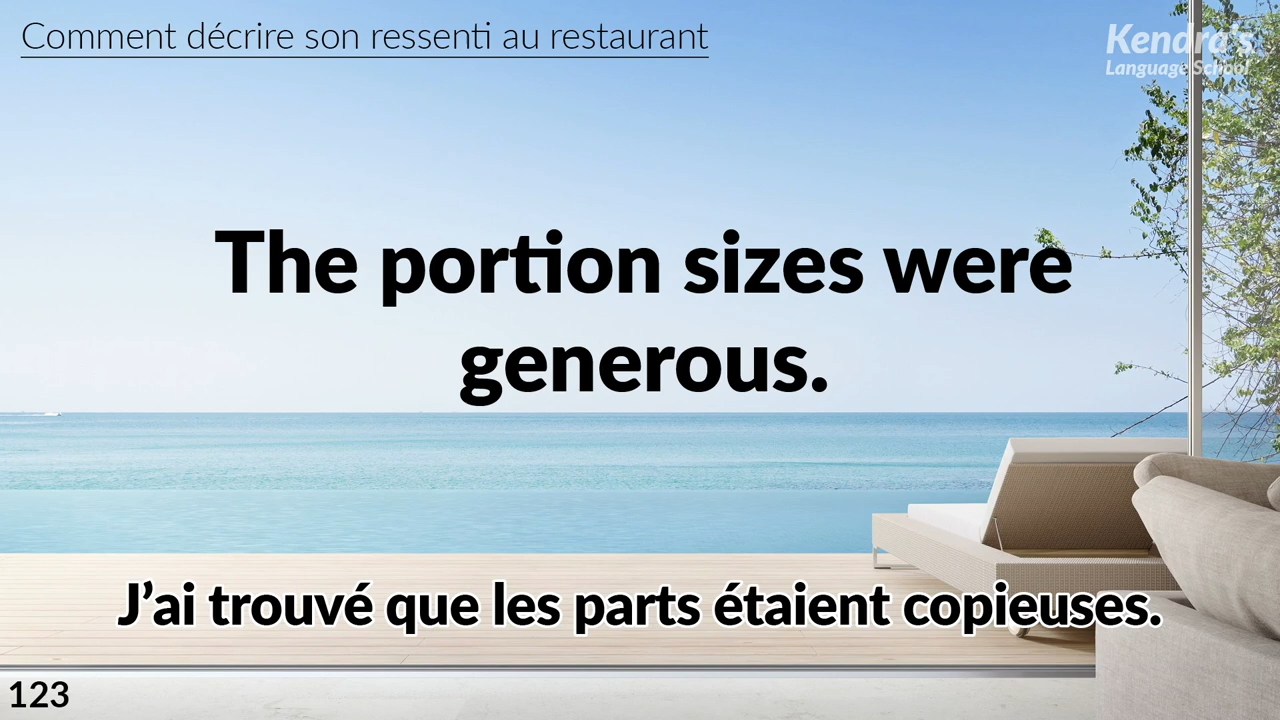 Comment décrire son ressenti au restaurant
Kendra's
Language School
The portion sizes were
generous.
J’ai trouvé que les parts étaient copieuses.
123